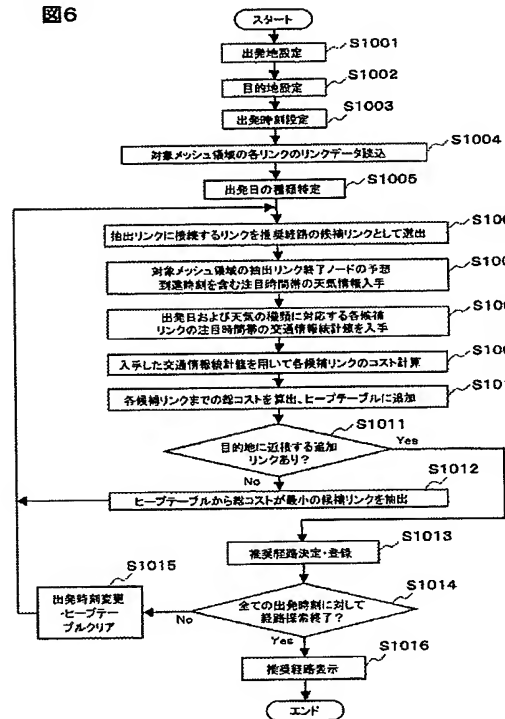 図6
スタート
出発地設定
S1001
目的地設定
S1002
出発時刻設定
S1003
対象メッシュ領域の各リンクのリンクデータ読込
S1004
出発日の種類特定
S1005
抽出リンクに接続するリンクを推奨経路の候補リンクとして選出
S100
対象メッシュ領域の抽出リンク終了ノードの予想
到達時刻を含む注目時間帯の天気情報入手
S100
出発日および天気の種類に対応する各候補
リンクの注目時間帯の交通情報統計値を入手
S100
入手した交通情報統計値を用いて各候補リンクのコスト計算
S100
各候補リンクまでの総コストを算出、ヒープテーブルに追加
S101
目的地に近接する追加
リンクあり?
S1011
Yes
No
ヒープテーブルから総コストが最小の候補リンクを抽出
S1012
推奨経路決定・登録
S1013
全ての出発時刻に対して
経路探索終了?
S1014
No
出発時刻変更
・ヒープテー
ブルクリア
S1015
Yes
推奨経路表示
S1016
エンド